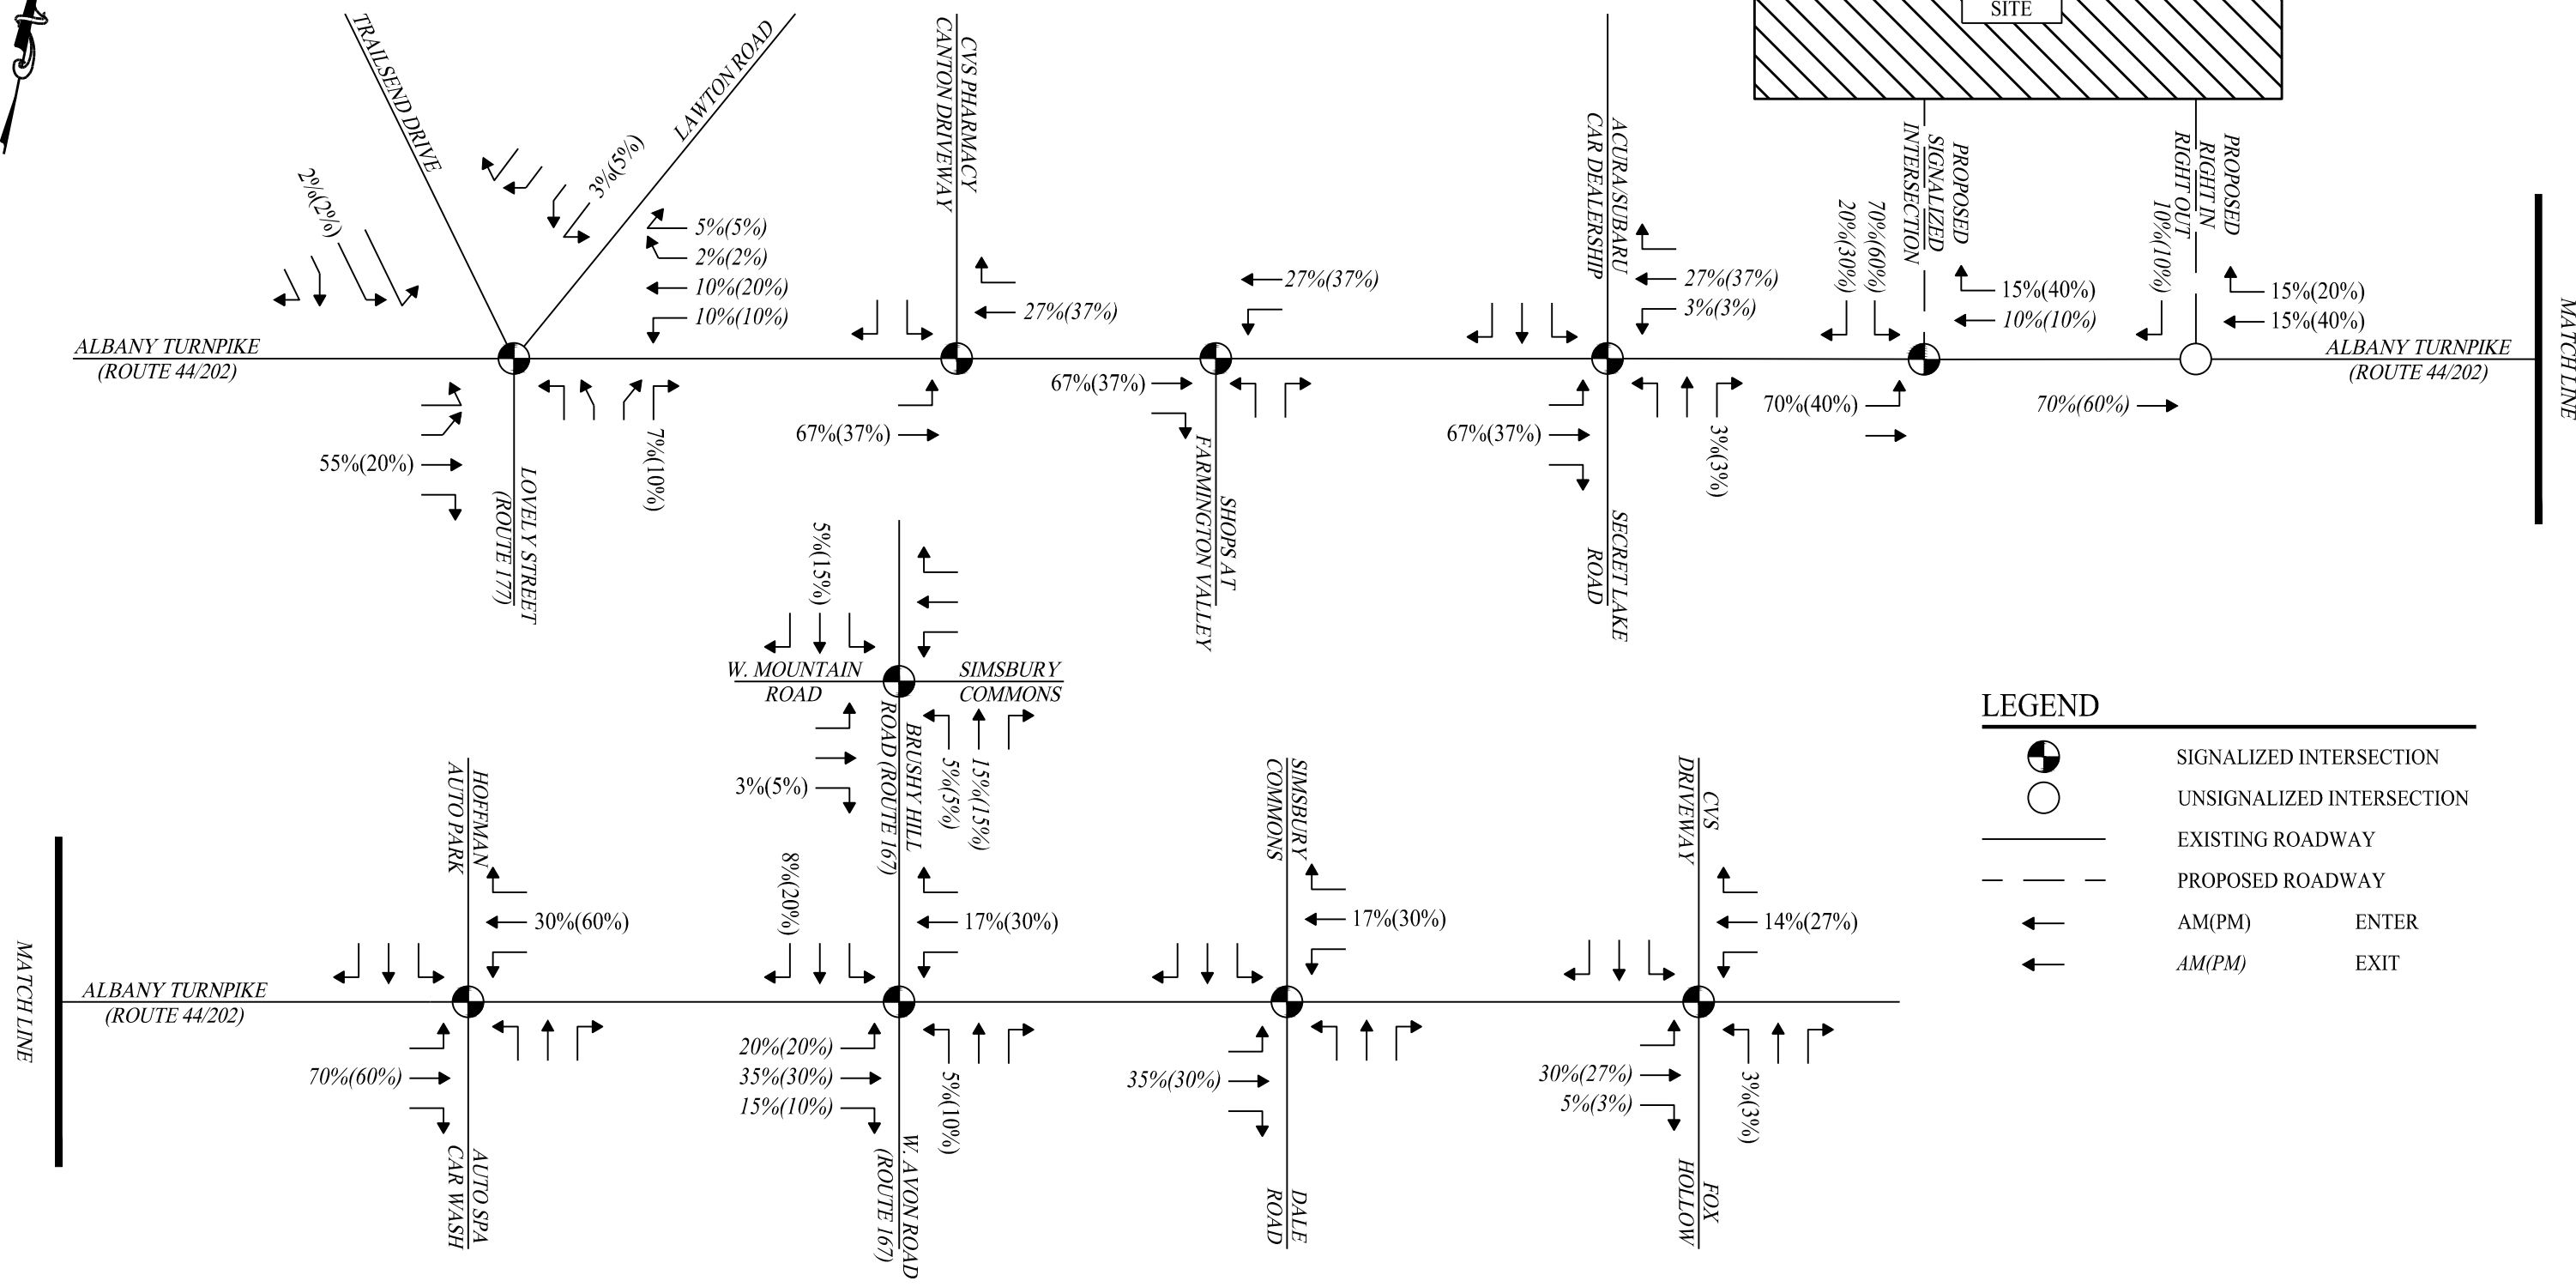 SITE
TRAILSEND DRIVE
LAWTON ROAD
CVS PHARMACY
CANTON DRIVEWAY
ACURA/SUBARU
CAR DEALERSHIP
PROPOSED
SIGNALIZED
INTERSECTION
PROPOSED
RIGHT IN
RIGHT OUT
2%(2%)
3%(5%)
5%(5%)
2%(2%)
10%(20%)
10%(10%)
27%(37%)
27%(37%)
27%(37%)
3%(3%)
20%(30%)
70%(60%)
15%(40%)
10%(10%)
10%(10%)
15%(20%)
15%(40%)
MATCH LINE
ALBANY TURNPIKE
(ROUTE 44/202)
ALBANY TURNPIKE
(ROUTE 44/202)
55%(20%)
7%(10%)
67%(37%)
67%(37%)
67%(37%)
3%(3%)
70%(40%)
70%(60%)
LOVELY STREET
(ROUTE 177)
SHOPS AT
FARMINGTON VALLEY
SECRET LAKE
ROAD
5%(15%)
W. MOUNTAIN
ROAD
SIMSBURY
COMMONS
3%(5%)
BRUSHY HILL
ROAD (ROUTE 167)
5%(5%)
15%(15%)
LEGEND
SIGNALIZED INTERSECTION
UNSIGNALIZED INTERSECTION
EXISTING ROADWAY
PROPOSED ROADWAY
AM(PM) ENTER
AM(PM) EXIT
HOFFMAN
AUTO PARK
SIMSBURY
COMMONS
CVS
DRIVEWAY
30%(60%)
8%(20%)
17%(30%)
17%(30%)
14%(27%)
MATCH LINE
ALBANY TURNPIKE
(ROUTE 44/202)
70%(60%)
20%(20%)
35%(30%)
15%(10%)
5%(10%)
35%(30%)
30%(27%)
5%(3%)
3%(3%)
AUTO SPA
CAR WASH
W. AVON ROAD
(ROUTE 167)
DALE
ROAD
FOX
HOLLOW